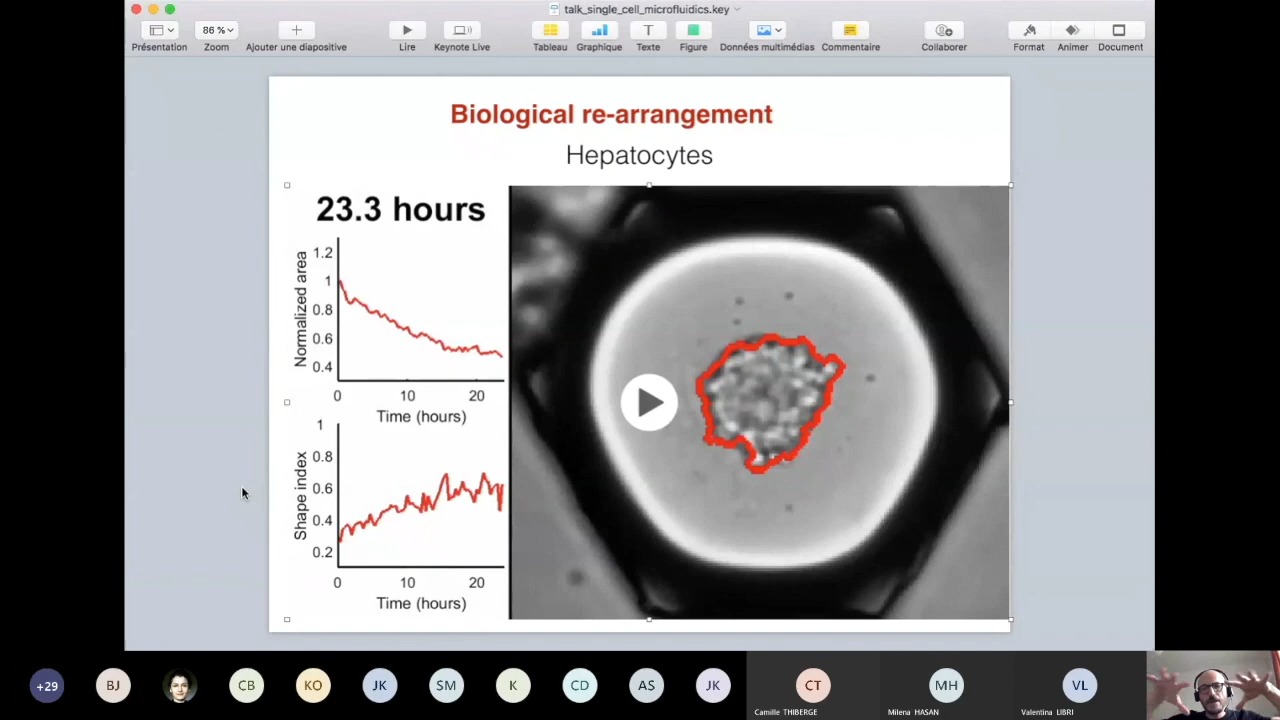 talk_single_cell_microfluidics.key
86 %
Présentation
Zoom
Ajouter une diapositive
Lire
Keynote Live
Tableau
Graphique
Texte
Figure
Données multimédias
Commentaire
Collaborer
Format
Animer
Document
Biological re-arrangement
Hepatocytes
23.3 hours
Normalized area
1.2
1
0.8
0.6
0.4
0
10
20
Time (hours)
Shape index
1
0.8
0.6
0.4
0.2
0
10
20
Time (hours)
+29
BJ
CB
KO
JK
SM
K
CD
AS
JK
CT
MH
VL
Camille THIBERGE
Milena HASAN
Valentina LIBRI